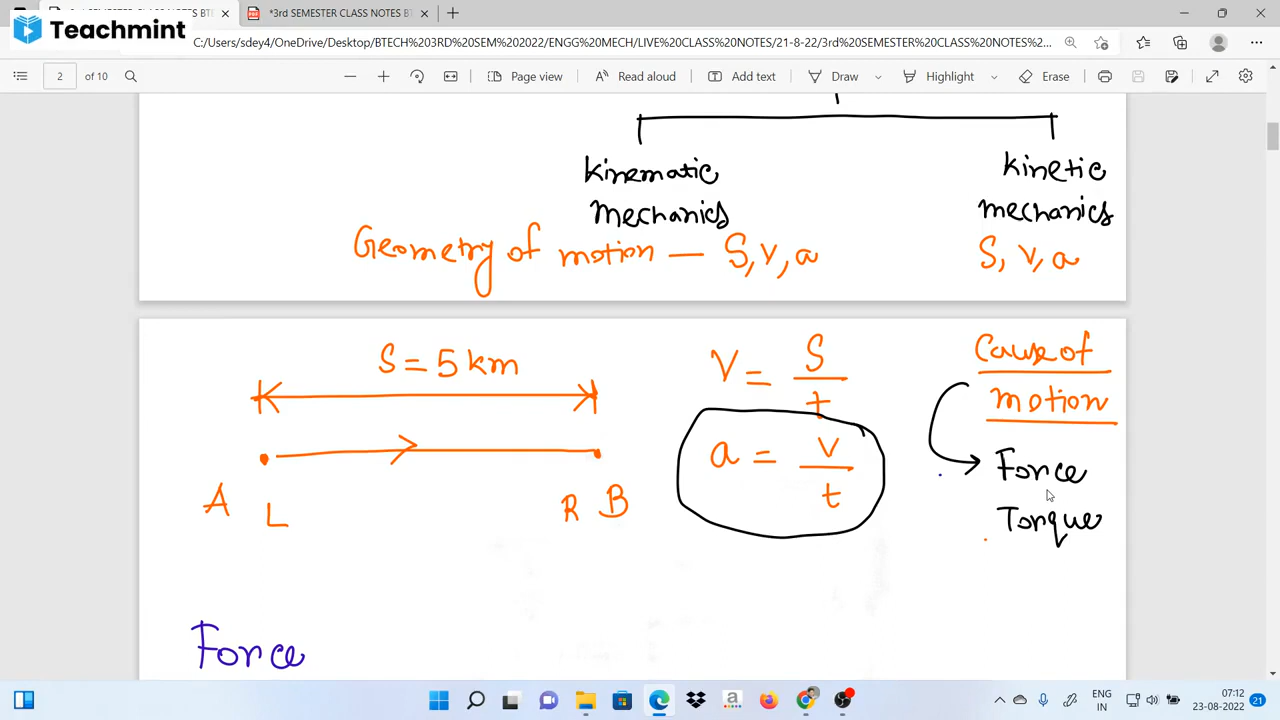 *3rd SEMESTER CLASS NOTES BT
Teachmint
C:/Users/sdey4/OneDrive/Desktop/BTECH%203RD%20SEM%202022/ENGG%20MECH/LIVE%20CLASS%20NOTES/21-8-22/3rd%20SEMESTER%20CLASS%20NOTES%...
2 of 10
Page view
Read aloud
Add text
Draw
Highlight
Erase
Kinematic
Mechanics
Kinetic
mechanics
Geometry of motion — S, V, a
S, V, a
S = 5 km
V = S/t
a = v/t
Cause of
motion
Force
Torque
A L
R B
Force
ENG
IN
07:12
23-08-2022
21